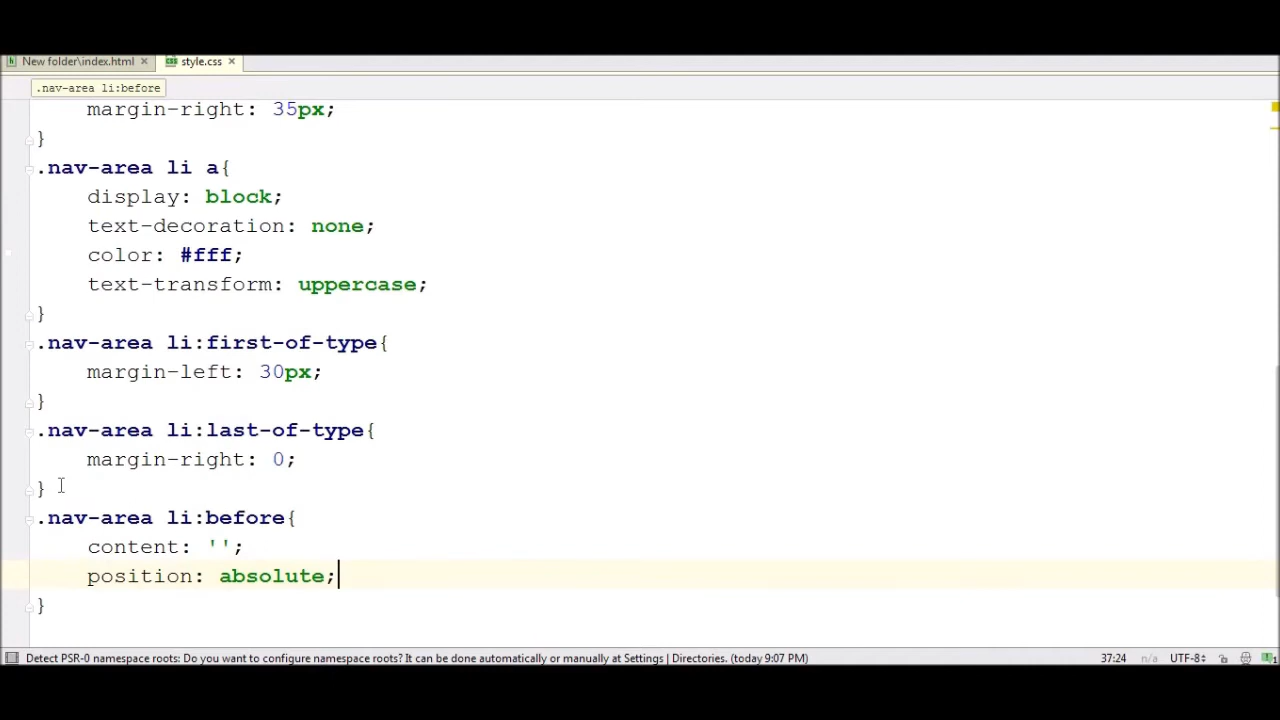 New folder\index.html
style.css
.nav-area li:before
margin-right: 35px;
}
.nav-area li a{
display: block;
text-decoration: none;
color: #fff;
text-transform: uppercase;
}
.nav-area li:first-of-type{
margin-left: 30px;
}
.nav-area li:last-of-type{
margin-right: 0;
}
.nav-area li:before{
content: '';
position: absolute;
}
Detect PSR-0 namespace roots: Do you want to configure namespace roots? It can be done automatically or manually at Settings | Directories. (today 9:07 PM)
37:24 n/a UTF-8 1